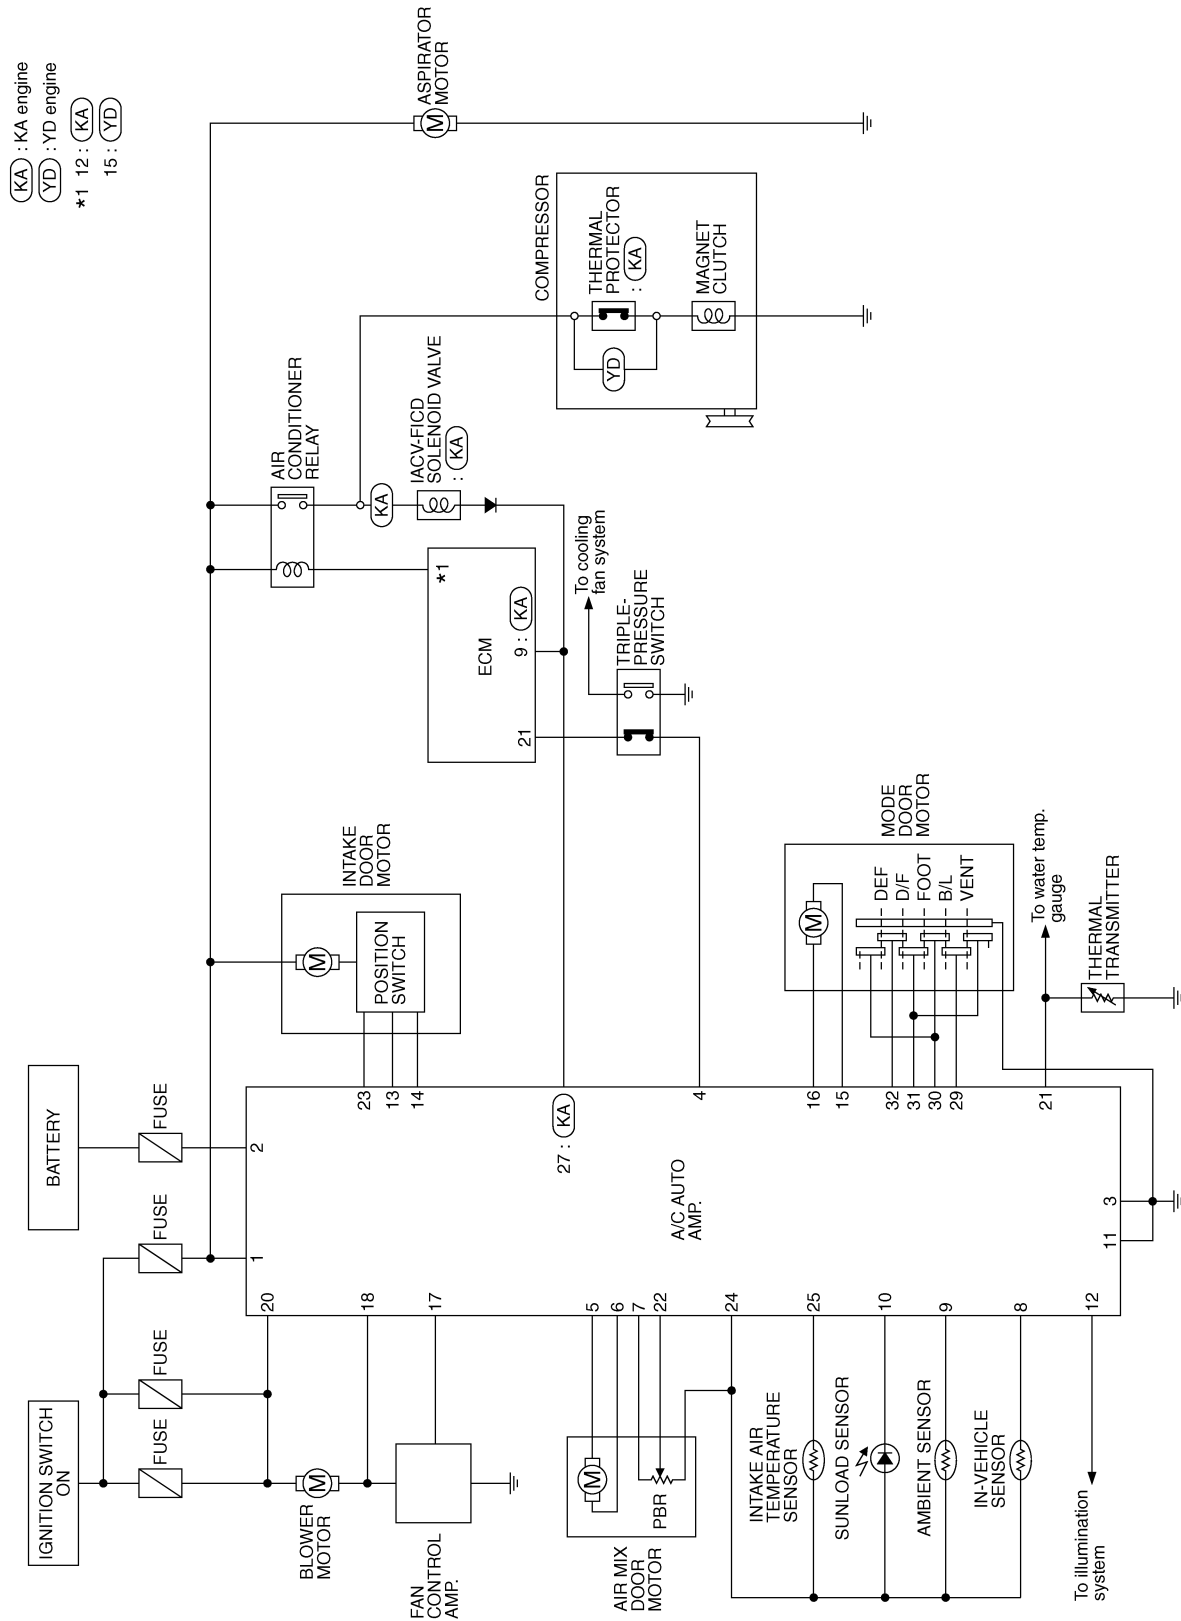 KA : KA engine
YD : YD engine
*1 12 : KA
15 : YD
IGNITION SWITCH
ON
BATTERY
FUSE
FUSE
FUSE
FUSE
BLOWER
MOTOR
M
FAN
CONTROL
AMP.
20
18
17
1
2
INTAKE
DOOR
MOTOR
M
POSITION
SWITCH
23
13
14
AIR
CONDITIONER
RELAY
KA
IACV-FICD
SOLENOID VALVE
: KA
ASPIRATOR
MOTOR
M
ECM
*1
9 : KA
21
To cooling
fan system
TRIPLE-
PRESSURE
SWITCH
COMPRESSOR
THERMAL
PROTECTOR
: KA
YD
MAGNET
CLUTCH
27 : KA
4
A/C AUTO
AMP.
AIR MIX
DOOR
MOTOR
M
PBR
5
6
7
22
24
25
10
9
8
12
INTAKE AIR
TEMPERATURE
SENSOR
SUNLOAD SENSOR
AMBIENT SENSOR
IN-VEHICLE
SENSOR
To illumination
system
MODE
DOOR
MOTOR
M
DEF
D/F
FOOT
B/L
VENT
16
15
32
31
30
29
21
To water temp.
gauge
THERMAL
TRANSMITTER
11
3